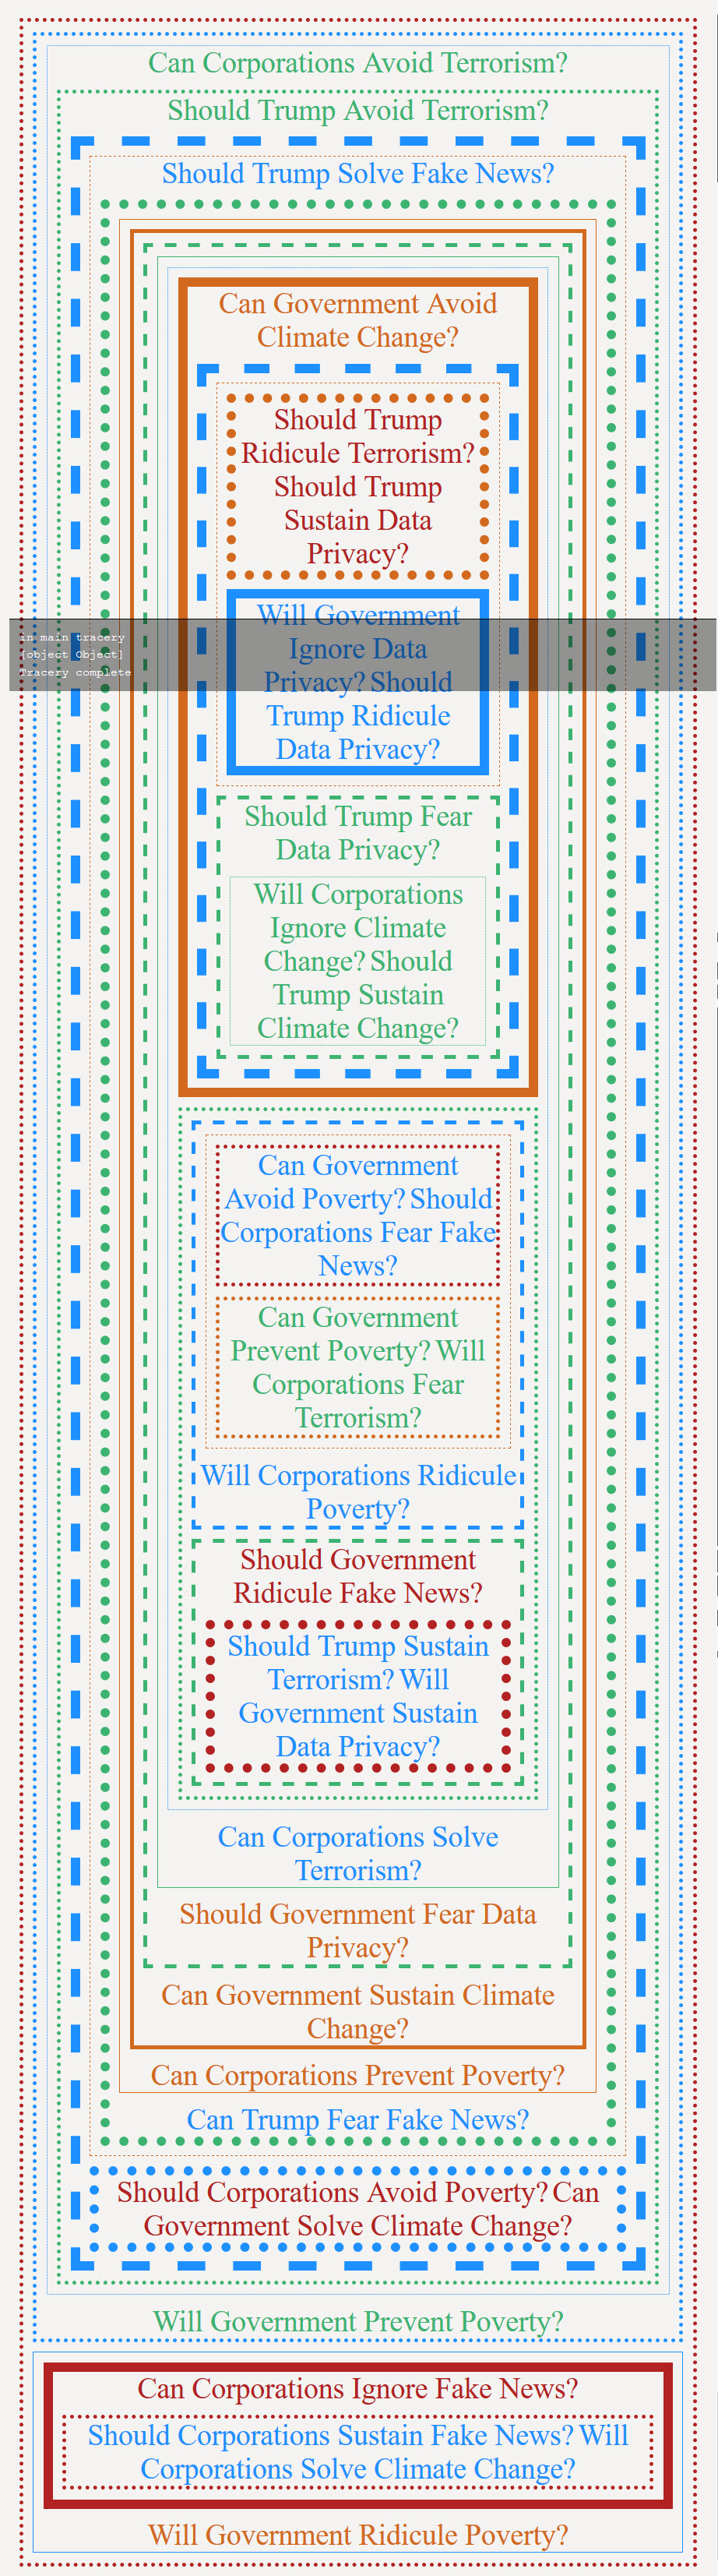 Can Corporations Avoid Terrorism?
Should Trump Avoid Terrorism?
Should Trump Solve Fake News?
Can Government Avoid
Climate Change?
Should Trump
Ridicule Terrorism?
Should Trump
Sustain Data
Privacy?
Will Government
in main tracery
Ignore Data
[object Object]
Tracery complete
Privacy? Should
Trump Ridicule
Data Privacy?
Should Trump Fear
Data Privacy?
Will Corporations
Ignore Climate
Change? Should
Trump Sustain
Climate Change?
Can Government
Avoid Poverty? Should
Corporations Fear Fake
News?
Can Government
Prevent Poverty? Will
Corporations Fear
Terrorism?
Will Corporations Ridicule
Poverty?
Should Government
Ridicule Fake News?
Should Trump Sustain
Terrorism? Will
Government Sustain
Data Privacy?
Can Corporations Solve
Terrorism?
Should Government Fear Data
Privacy?
Can Government Sustain Climate
Change?
Can Corporations Prevent Poverty?
Can Trump Fear Fake News?
Should Corporations Avoid Poverty? Can
Government Solve Climate Change?
Will Government Prevent Poverty?
Can Corporations Ignore Fake News?
Should Corporations Sustain Fake News? Will
Corporations Solve Climate Change?
Will Government Ridicule Poverty?